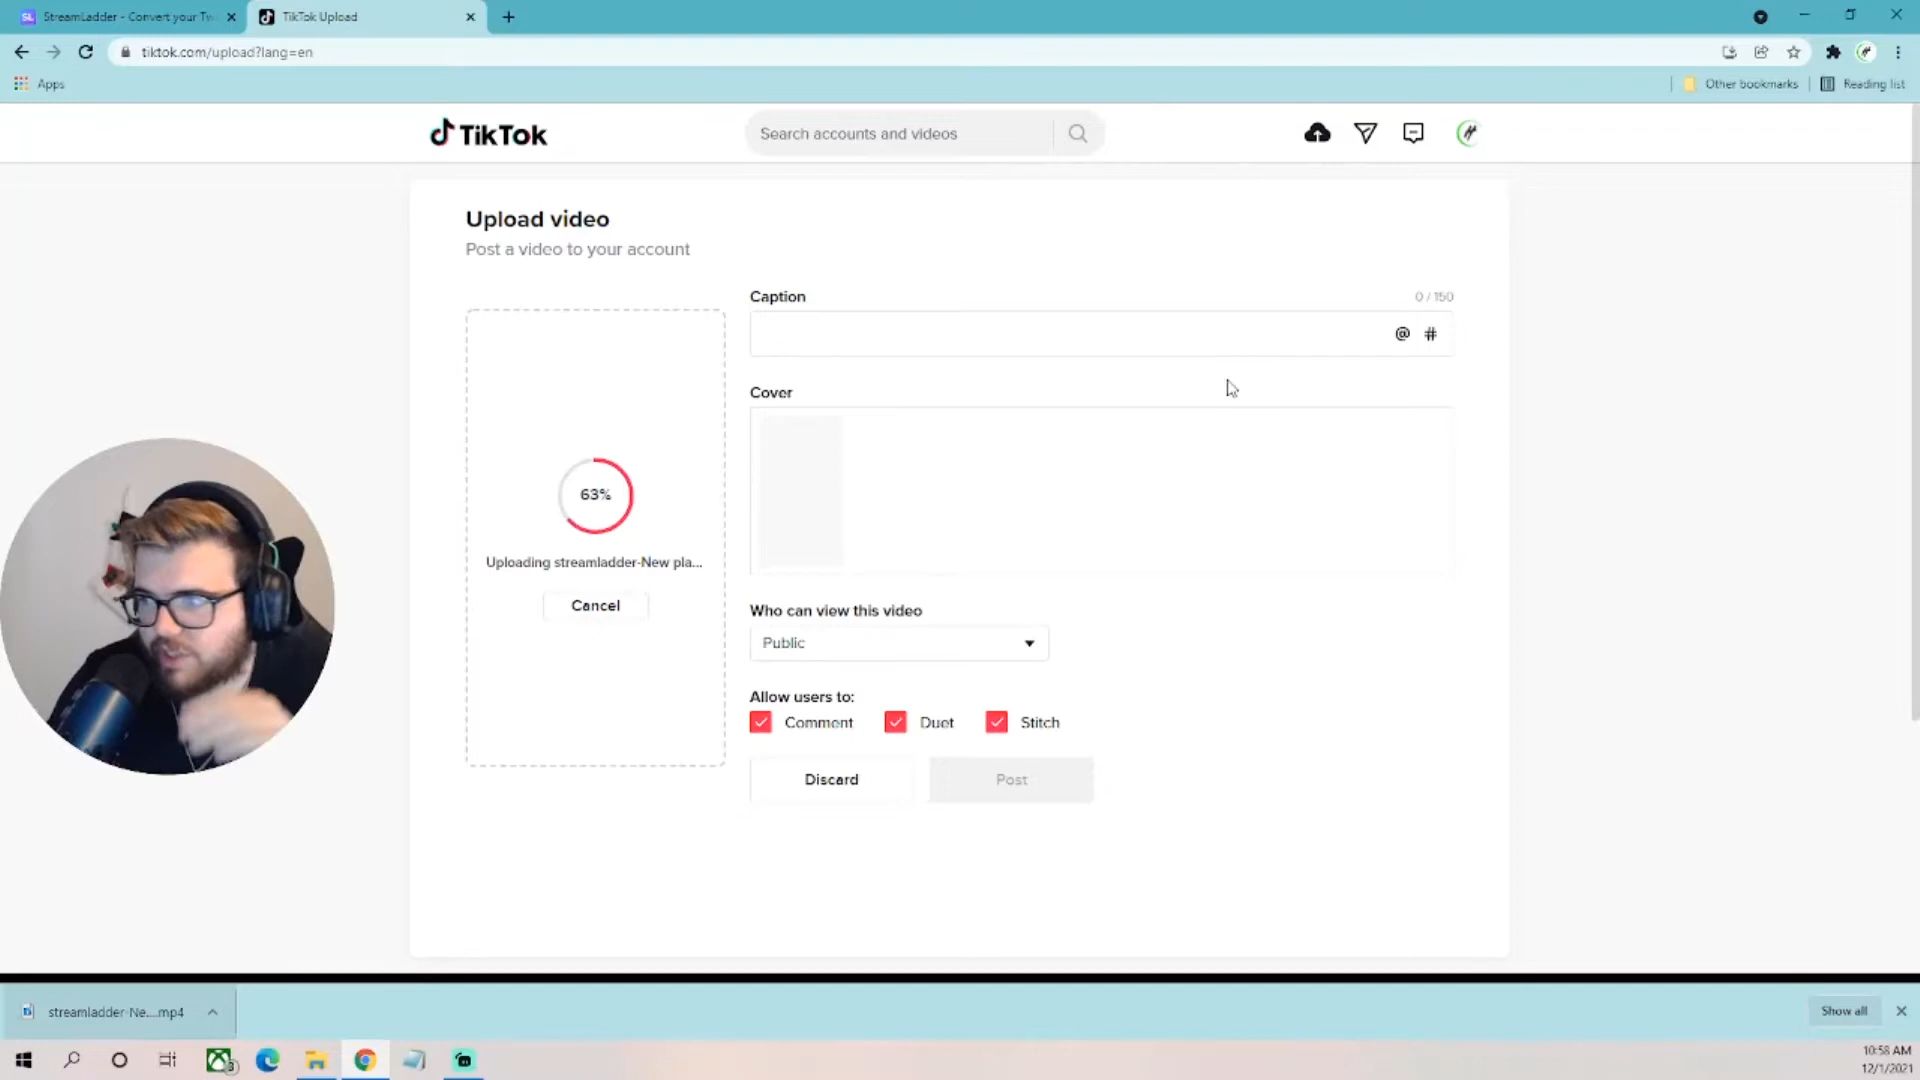 SL StreamLadder - Convert your Tw
TikTok Upload
tiktok.com/upload?lang=en
Apps
Other bookmarks
Reading list
TikTok
Search accounts and videos
Upload video
Post a video to your account
Caption
0 / 150
@ #
Cover
63%
Uploading streamladder-New pla...
Cancel
Who can view this video
Public
Allow users to:
Comment
Duet
Stitch
Discard
Post
streamladder-Ne....mp4
Show all
10:58 AM
12/1/2021